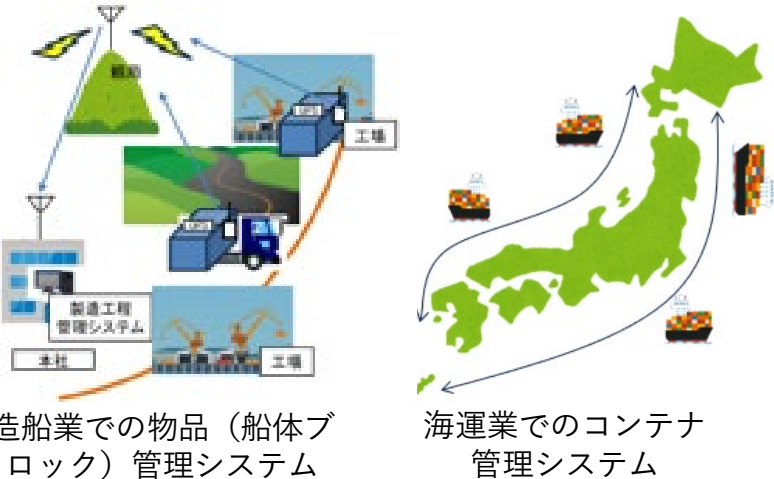 工場
製造工程
管理システム
本社
工場
造船業での物品（船体ブ
ロック）管理システム
海運業でのコンテナ
管理システム